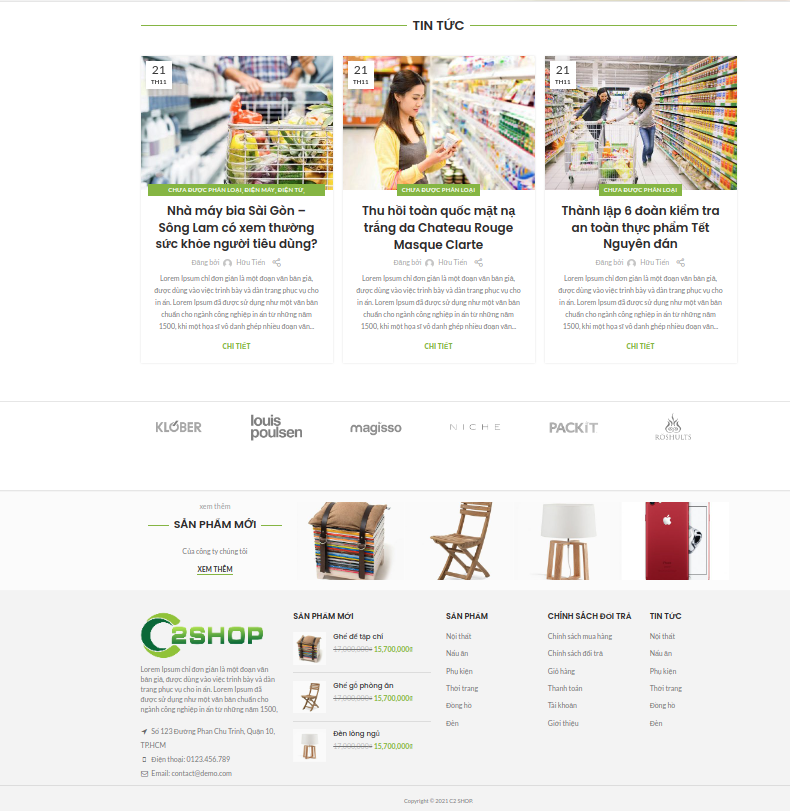 TIN TỨC
21
TH11
CHƯA ĐƯỢC PHÂN LOẠI, ĐIỆN MÁY, ĐIỆN TỬ,
Nhà máy bia Sài Gòn –
Sông Lam có xem thường
sức khỏe người tiêu dùng?
Đăng bởi Hữu Tiến
Lorem Ipsum chỉ đơn giản là một đoạn văn bản giả,
được dùng vào việc trình bày và dàn trang phục vụ cho
in ấn. Lorem Ipsum đã được sử dụng như một văn bản
chuẩn cho ngành công nghiệp in ấn từ những năm
1500, khi một họa sĩ vô danh ghép nhiều đoạn văn...
CHI TIẾT
21
TH11
CHƯA ĐƯỢC PHÂN LOẠI
Thu hồi toàn quốc mặt nạ
trắng da Chateau Rouge
Masque Clarte
Đăng bởi Hữu Tiến
Lorem Ipsum chỉ đơn giản là một đoạn văn bản giả,
được dùng vào việc trình bày và dàn trang phục vụ cho
in ấn. Lorem Ipsum đã được sử dụng như một văn bản
chuẩn cho ngành công nghiệp in ấn từ những năm
1500, khi một họa sĩ vô danh ghép nhiều đoạn văn...
CHI TIẾT
21
TH11
CHƯA ĐƯỢC PHÂN LOẠI
Thành lập 6 đoàn kiểm tra
an toàn thực phẩm Tết
Nguyên đán
Đăng bởi Hữu Tiến
Lorem Ipsum chỉ đơn giản là một đoạn văn bản giả,
được dùng vào việc trình bày và dàn trang phục vụ cho
in ấn. Lorem Ipsum đã được sử dụng như một văn bản
chuẩn cho ngành công nghiệp in ấn từ những năm
1500, khi một họa sĩ vô danh ghép nhiều đoạn văn...
CHI TIẾT
KLÖBER
louis
poulsen
magisso
NICHE
PACKiT
ROSHULTS
xem thêm
SẢN PHẨM MỚI
Của công ty chúng tôi
XEM THÊM
C2SHOP
Lorem Ipsum chỉ đơn giản là một đoạn văn
bản giả, được dùng vào việc trình bày và dàn
trang phục vụ cho in ấn. Lorem Ipsum đã
được sử dụng như một văn bản chuẩn cho
ngành công nghiệp in ấn từ những năm 1500,
Số 123 Đường Phan Chu Trinh, Quận 10,
TP.HCM
Điện thoại: 0123.456.789
Email: contact@demo.com
SẢN PHẨM MỚI
Ghế để tạp chí
17,000,000₫ 15,700,000₫
Ghế gỗ phòng ăn
17,000,000₫ 15,700,000₫
Đèn lồng ngủ
17,000,000₫ 15,700,000₫
SẢN PHẨM
Nội thất
Nấu ăn
Phụ kiện
Thời trang
Đồng hồ
Đèn
CHÍNH SÁCH ĐỔI TRẢ
Chính sách mua hàng
Chính sách đổi trả
Giỏ hàng
Thanh toán
Tài khoản
Giới thiệu
TIN TỨC
Nội thất
Nấu ăn
Phụ kiện
Thời trang
Đồng hồ
Đèn
Copyright © 2021 C2 SHOP.